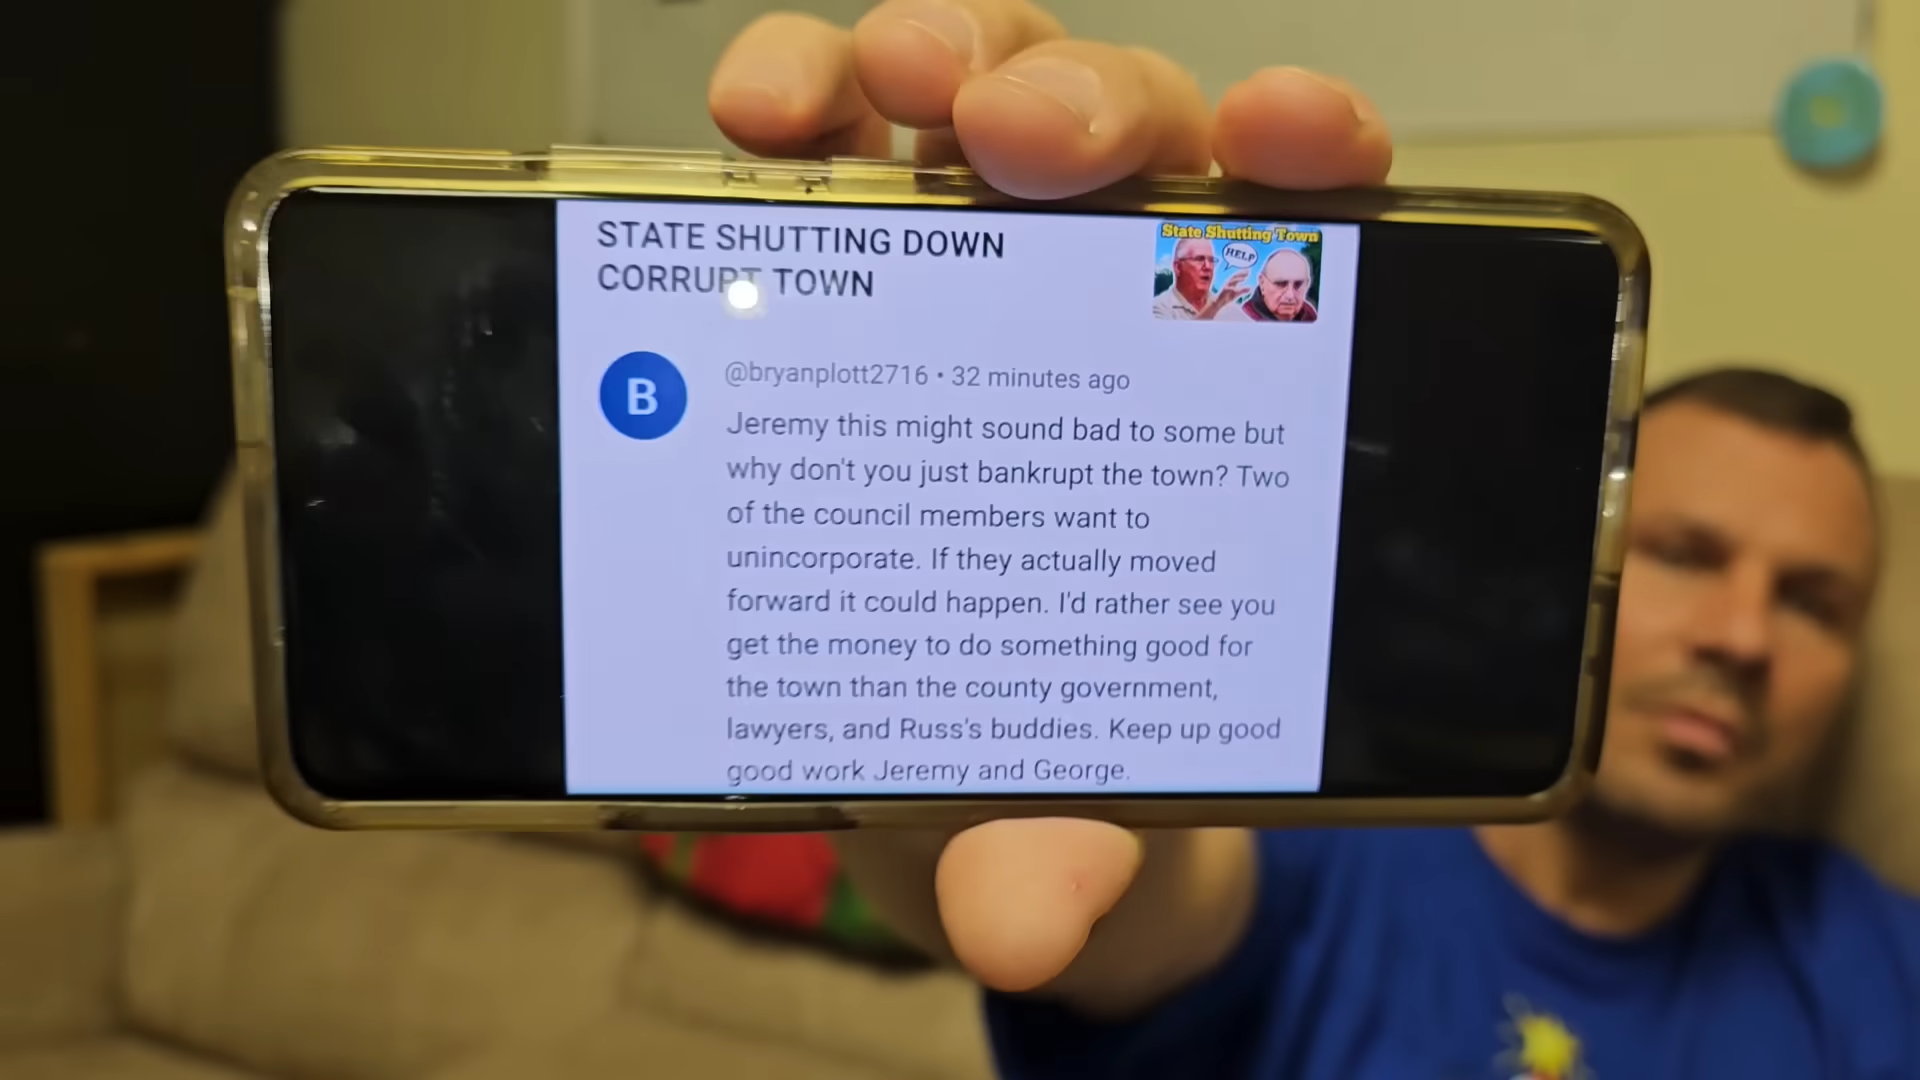 STATE SHUTTING DOWN
CORRUPT TOWN
State Shutting Town
HELP
B
@bryanplott2716 • 32 minutes ago
Jeremy this might sound bad to some but
why don't you just bankrupt the town? Two
of the council members want to
unincorporate. If they actually moved
forward it could happen. I'd rather see you
get the money to do something good for
the town than the county government,
lawyers, and Russ's buddies. Keep up good
good work Jeremy and George.